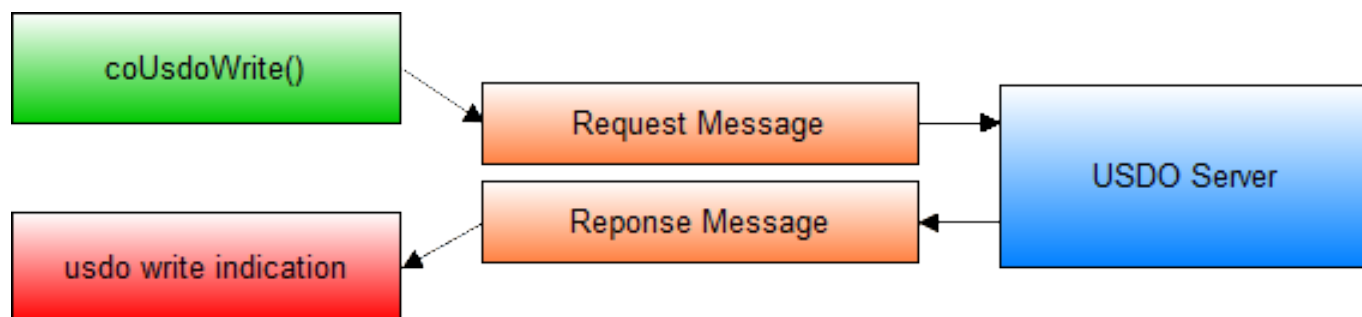 coUsdoWrite()
Request Message
USDO Server
Reponse Message
usdo write indication